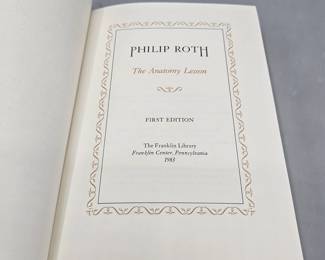 PHILIP ROTH
The Anatomy Lesson
FIRST EDITION
The Franklin Library
Franklin Center, Pennsylvania
1983